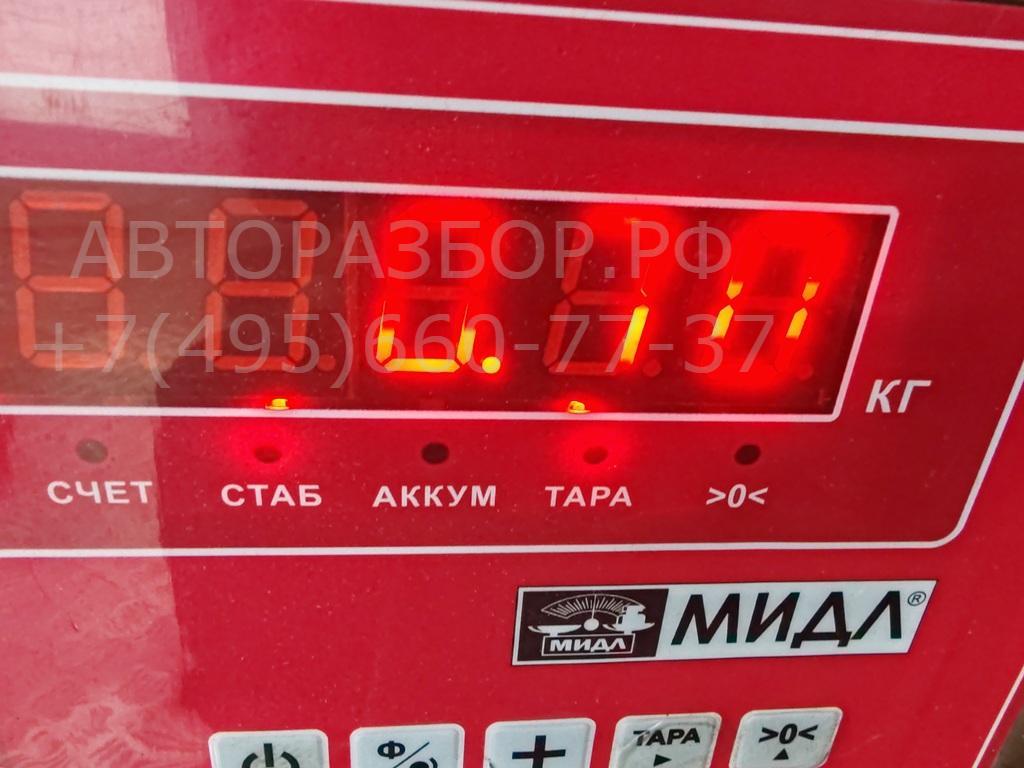 АВТОРАЗБОР.РФ
+7(495)660-77-37
КГ
СЧЕТ СТАБ АККУМ ТАРА >0<
МИДЛ МИДЛ®
Ф/
+ ТАРА >0<